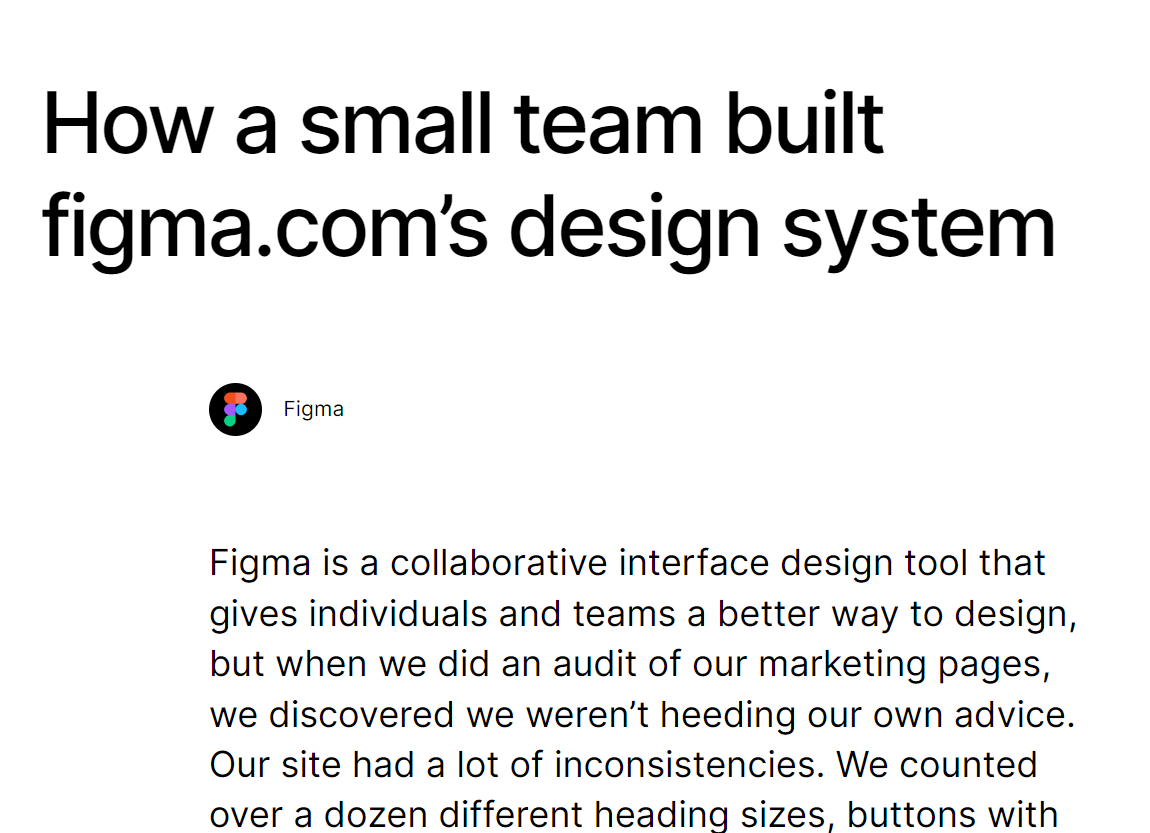 How a small team built
figma.com’s design system
Figma
Figma is a collaborative interface design tool that
gives individuals and teams a better way to design,
but when we did an audit of our marketing pages,
we discovered we weren’t heeding our own advice.
Our site had a lot of inconsistencies. We counted
over a dozen different heading sizes, buttons with